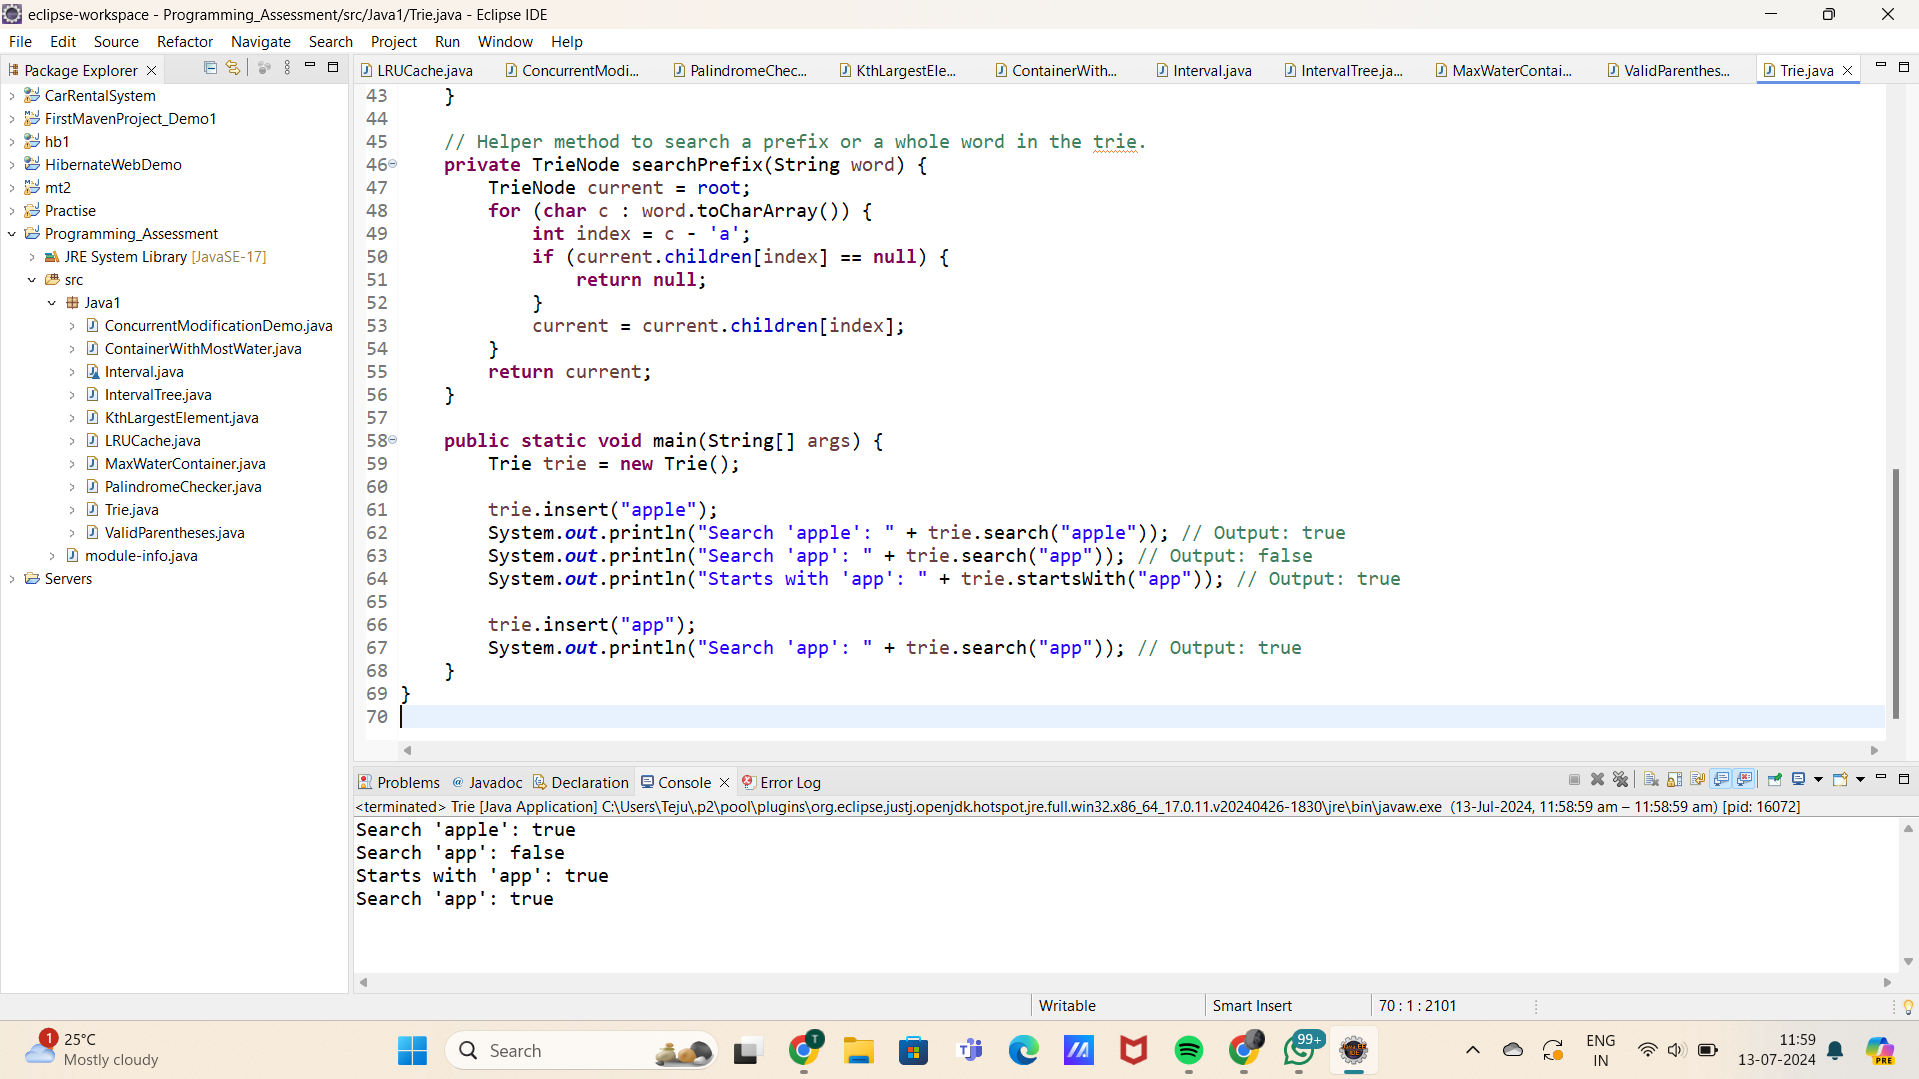 eclipse-workspace - Programming_Assessment/src/Java1/Trie.java - Eclipse IDE
File Edit Source Refactor Navigate Search Project Run Window Help
Package Explorer
CarRentalSystem
FirstMavenProject_Demo1
hb1
HibernateWebDemo
mt2
Practise
Programming_Assessment
JRE System Library [JavaSE-17]
src
Java1
ConcurrentModificationDemo.java
ContainerWithMostWater.java
Interval.java
IntervalTree.java
KthLargestElement.java
LRUCache.java
MaxWaterContainer.java
PalindromeChecker.java
Trie.java
ValidParentheses.java
module-info.java
Servers
LRUCache.java ConcurrentModi... PalindromeChec... KthLargestEle... ContainerWith... Interval.java IntervalTree.ja... MaxWaterContai... ValidParenthes... Trie.java
43 }
44
45 // Helper method to search a prefix or a whole word in the trie.
46 private TrieNode searchPrefix(String word) {
47 TrieNode current = root;
48 for (char c : word.toCharArray()) {
49 int index = c - 'a';
50 if (current.children[index] == null) {
51 return null;
52 }
53 current = current.children[index];
54 }
55 return current;
56 }
57
58 public static void main(String[] args) {
59 Trie trie = new Trie();
60
61 trie.insert("apple");
62 System.out.println("Search 'apple': " + trie.search("apple")); // Output: true
63 System.out.println("Search 'app': " + trie.search("app")); // Output: false
64 System.out.println("Starts with 'app': " + trie.startsWith("app")); // Output: true
65
66 trie.insert("app");
67 System.out.println("Search 'app': " + trie.search("app")); // Output: true
68 }
69 }
70
Problems Javadoc Declaration Console Error Log
<terminated> Trie [Java Application] C:\Users\Teju\.p2\pool\plugins\org.eclipse.justj.openjdk.hotspot.jre.full.win32.x86_64_17.0.11.v20240426-1830\jre\bin\javaw.exe (13-Jul-2024, 11:58:59 am – 11:58:59 am) [pid: 16072]
Search 'apple': true
Search 'app': false
Starts with 'app': true
Search 'app': true
Writable Smart Insert 70 : 1 : 2101
1
25°C
Mostly cloudy
Search
T
99+
ENG
IN
11:59
13-07-2024
PRE